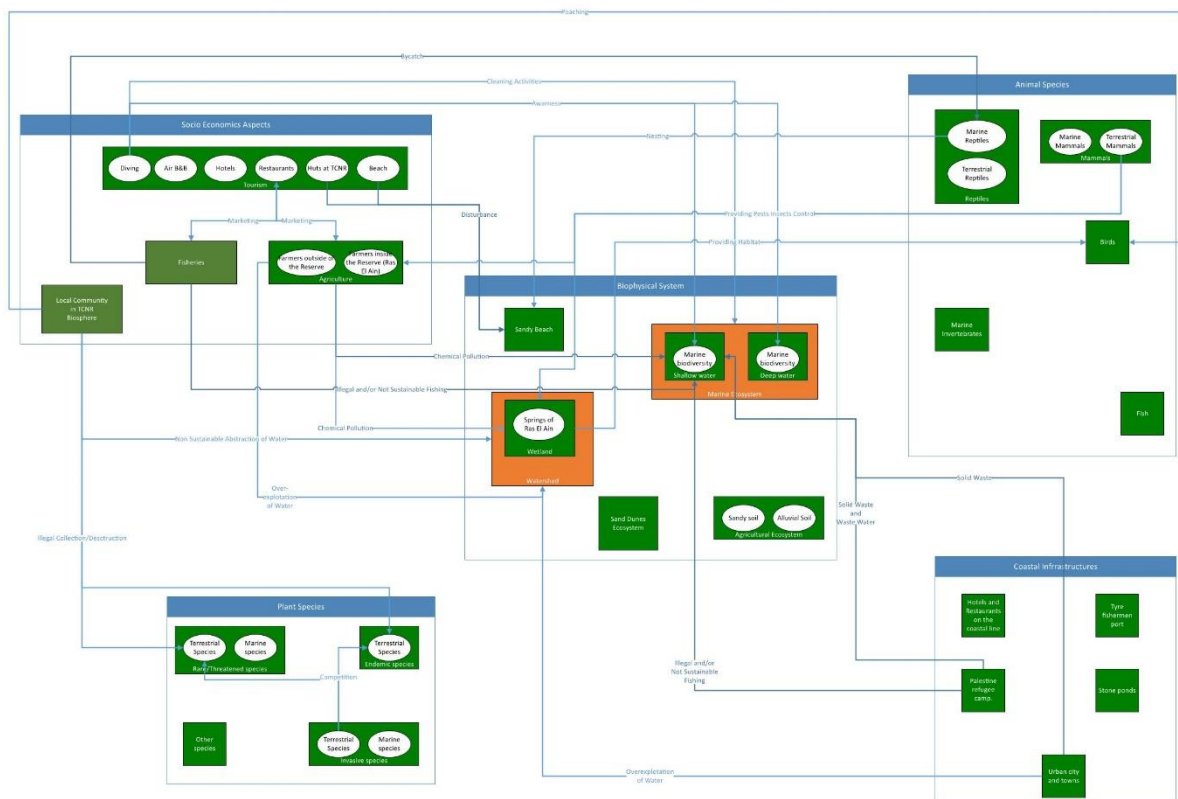 Poaching
Bycatch
Cleaning Activities
Awarness
Nesting
Socio Economics Aspects
Diving
Air B&B
Hotels
Restaurants
Huts at TCNR
Beach
Tourism
Marketing
Marketing
Disturbance
Fisheries
Farmers outside of
the Reserve
Farmers inside
the Reserve (Ras
El Ain)
Agriculture
Local Community
in TCNR
Biosphere
Animal Species
Marine
Reptiles
Terrestrial
Reptiles
Reptiles
Marine
Mammals
Terrestrial
Mammals
Mammals
Providing Pests Insects Control
Providing Habitat
Birds
Marine
Invertebrates
Fish
Biophysical System
Sandy Beach
Marine
biodiversity
Shallow water
Marine
biodiversity
Deep water
Marine Ecosystem
Chemical Pollution
Illegal and/or Not Sustainable Fishing
Chemical Pollution
Springs of
Ras El Ain
Wetland
Watershed
Non Sustainable Abstraction of Water
Over-
explotation
of Water
Sand Dunes
Ecosystem
Sandy soil
Alluvial Soil
Agricultural Ecosystem
Solid Waste
Solid Waste
and
Waste Water
Illegal Collection/Desctruction
Plant Species
Terrestrial
Species
Marine
species
Rare/Threatened species
Terrestrial
Species
Endemic species
Competition
Other
species
Terrestrial
Species
Marine
species
Invasive species
Illegal and/or
Not Sustainable
Fishing
Coastal Infrrastructures
Hotels and
Restaurants
on the
coastal line
Tyre
fishermen
port
Palestine
refugee
camp.
Stone ponds
Urban city
and towns
Overexplotation
of Water